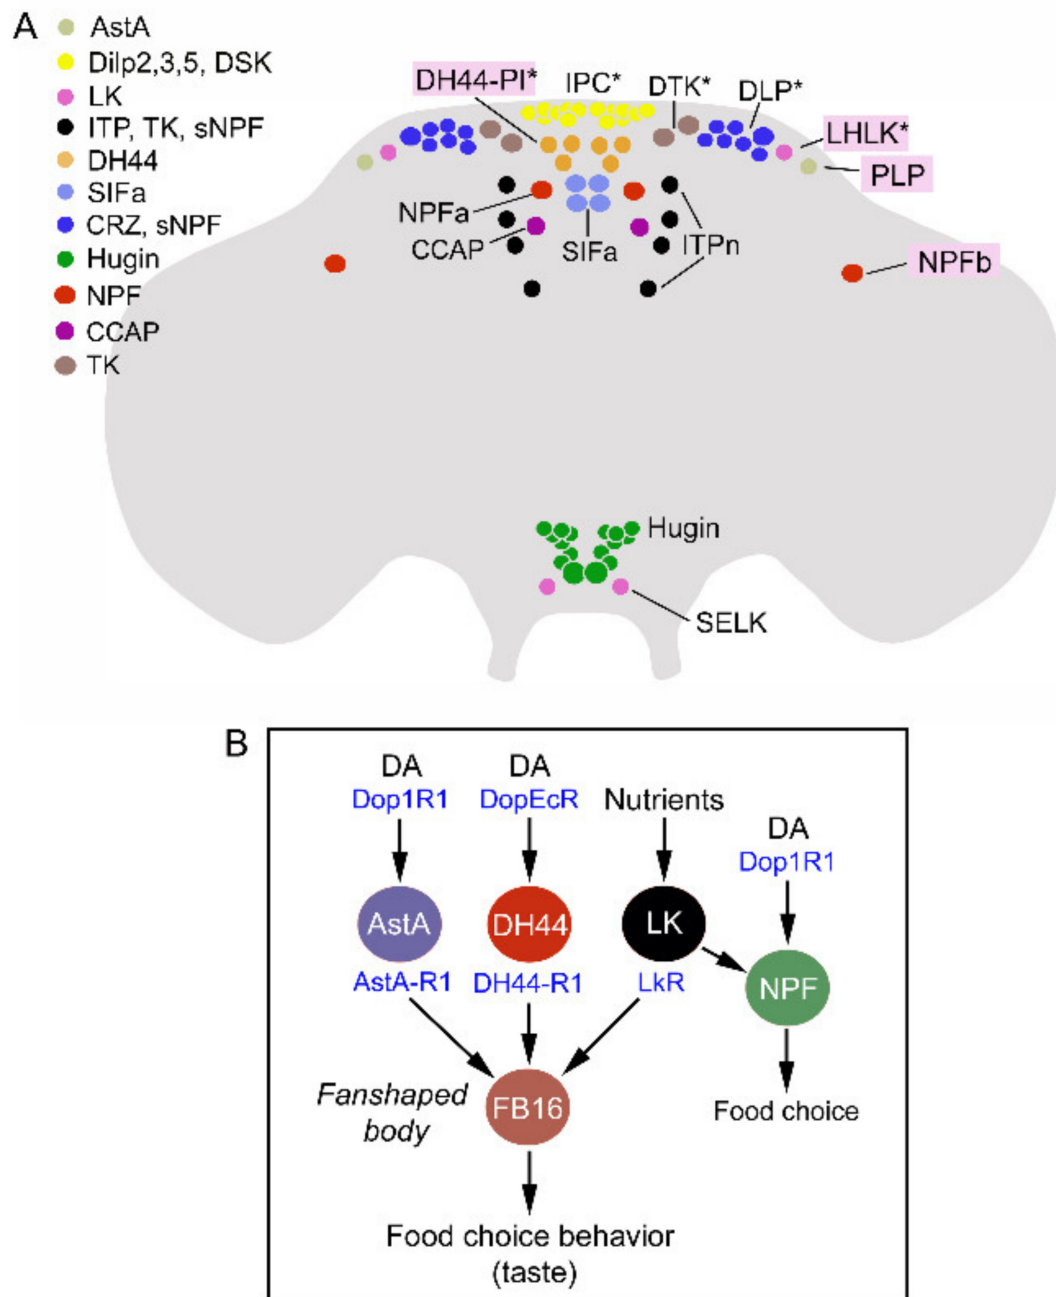 A
AstA
Dilp2,3,5, DSK
LK
ITP, TK, sNPF
DH44
SIFa
CRZ, sNPF
Hugin
NPF
CCAP
TK
DH44-PI*
IPC*
DTK*
DLP*
LHLK*
PLP
NPFa
CCAP
SIFa
ITPn
NPFb
Hugin
SELK
B
DA
Dop1R1
DA
DopEcR
Nutrients
DA
Dop1R1
AstA
DH44
LK
NPF
AstA-R1
DH44-R1
LkR
Fanshaped
body
FB16
Food choice
Food choice behavior
(taste)